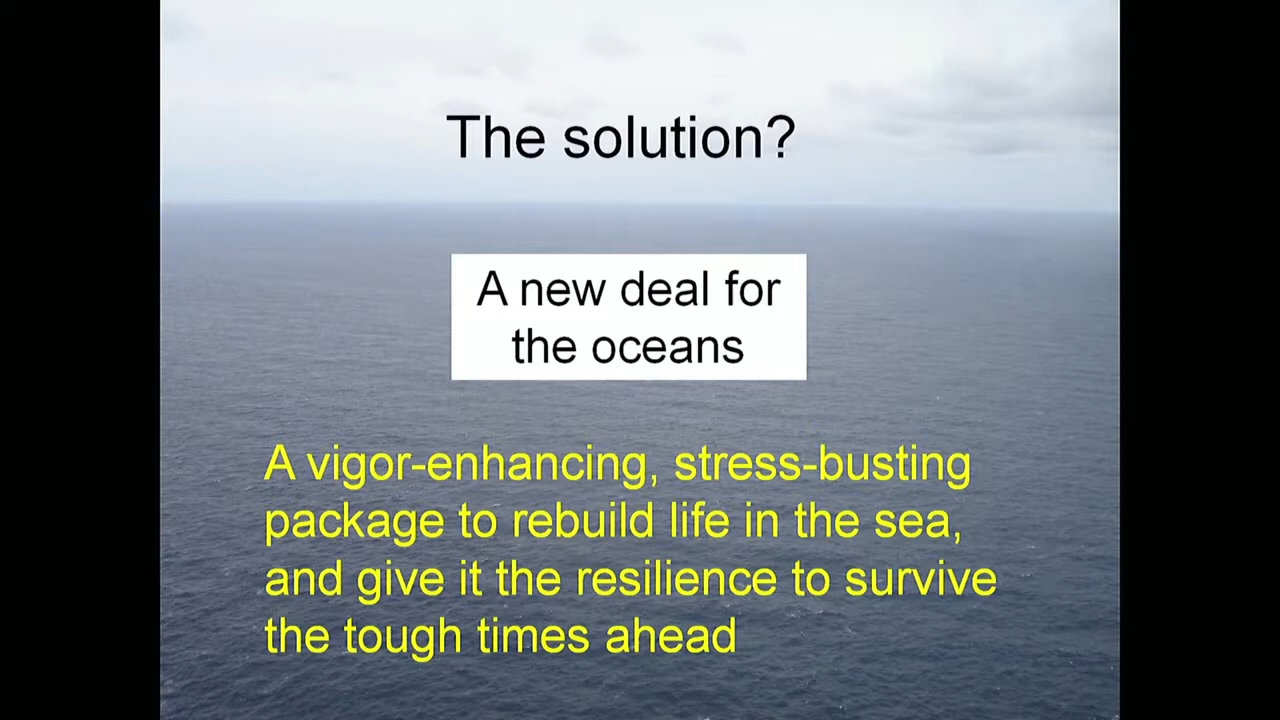 The solution?
A new deal for
the oceans
A vigor-enhancing, stress-busting
package to rebuild life in the sea,
and give it the resilience to survive
the tough times ahead